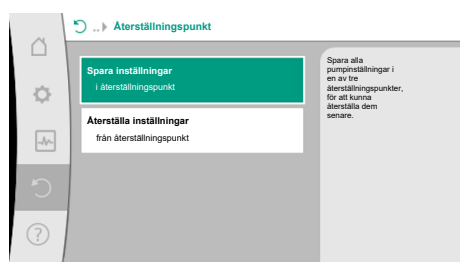 ..▸ Återställningspunkt
Spara inställningar
i återställningspunkt
Återställa inställningar
från återställningspunkt
Spara alla
pumpinställningar i
en av tre
återställningspunkter,
för att kunna
återställa dem
senare.
?